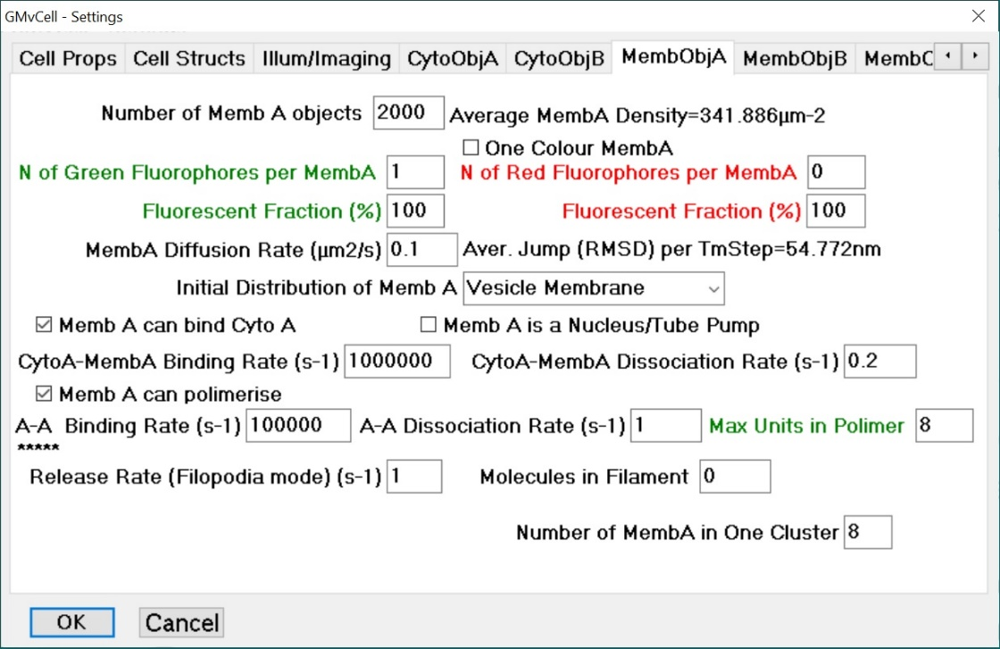 GMvCell - Settings
Cell Props Cell Structs Illum/Imaging CytoObjA CytoObjB MembObjA MembObjB MembC
Number of Memb A objects 2000 Average MembA Density=341.886µm-2
One Colour MembA
N of Green Fluorophores per MembA 1 N of Red Fluorophores per MembA 0
Fluorescent Fraction (%) 100 Fluorescent Fraction (%) 100
MembA Diffusion Rate (µm2/s) 0.1 Aver. Jump (RMSD) per TmStep=54.772nm
Initial Distribution of Memb A Vesicle Membrane
Memb A can bind Cyto A Memb A is a Nucleus/Tube Pump
CytoA-MembA Binding Rate (s-1) 1000000 CytoA-MembA Dissociation Rate (s-1) 0.2
Memb A can polimerise
A-A Binding Rate (s-1) 100000 A-A Dissociation Rate (s-1) 1 Max Units in Polimer 8
*****
Release Rate (Filopodia mode) (s-1) 1 Molecules in Filament 0
Number of MembA in One Cluster 8
OK Cancel